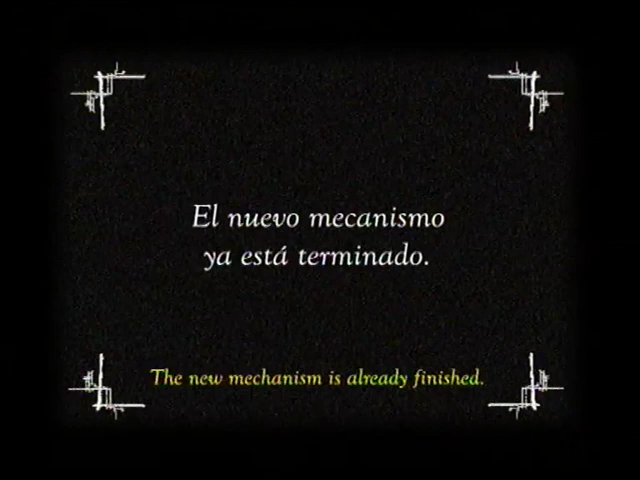 El nuevo mecanismo
ya está terminado.
The new mechanism is already finished.